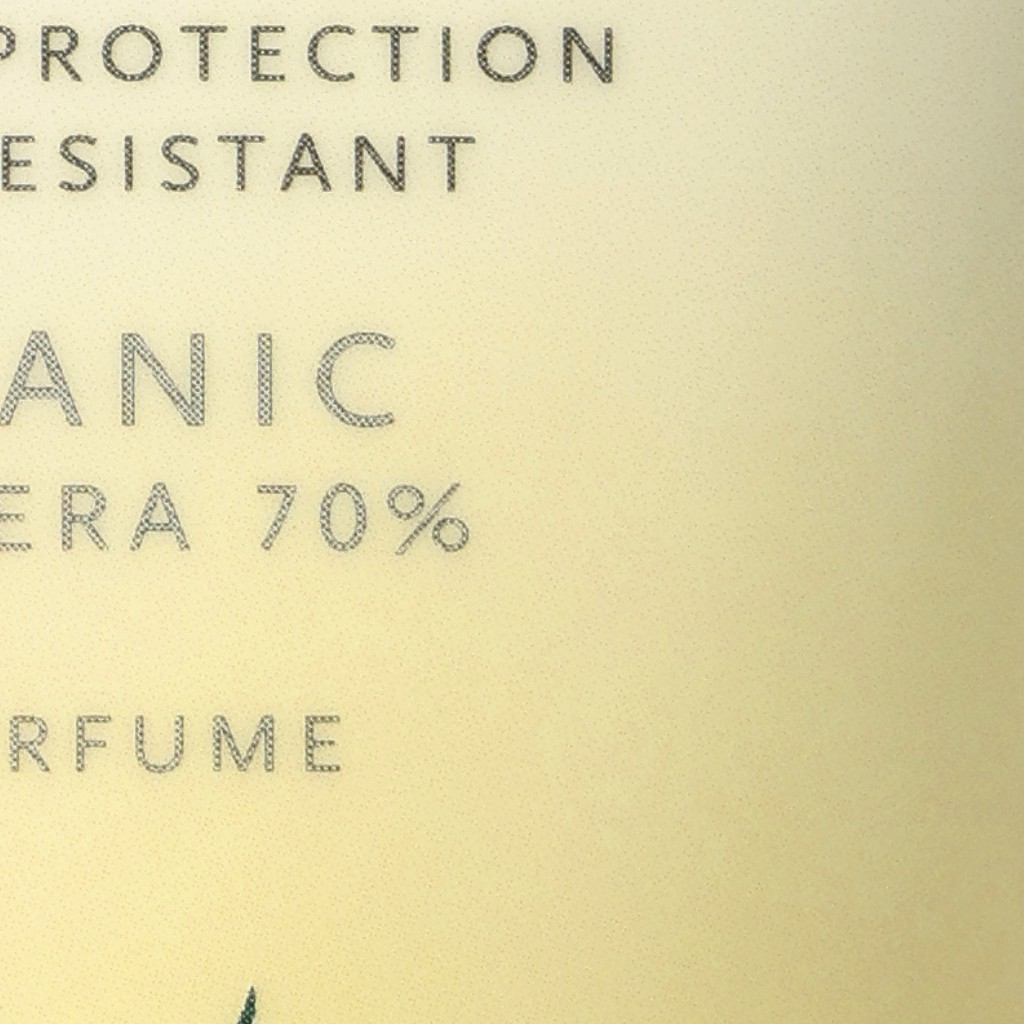 PROTECTION
ESISTANT
ANIC
ERA 70%
RFUME